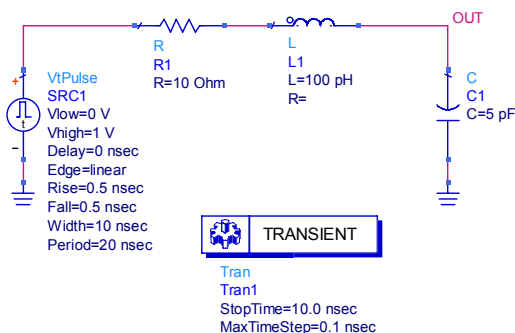 OUT
R
R1
R=10 Ohm
L
L1
L=100 pH
R=
C
C1
C=5 pF
+
VtPulse
SRC1
Vlow=0 V
Vhigh=1 V
Delay=0 nsec
Edge=linear
Rise=0.5 nsec
Fall=0.5 nsec
Width=10 nsec
Period=20 nsec
t
-
TRANSIENT
Tran
Tran1
StopTime=10.0 nsec
MaxTimeStep=0.1 nsec